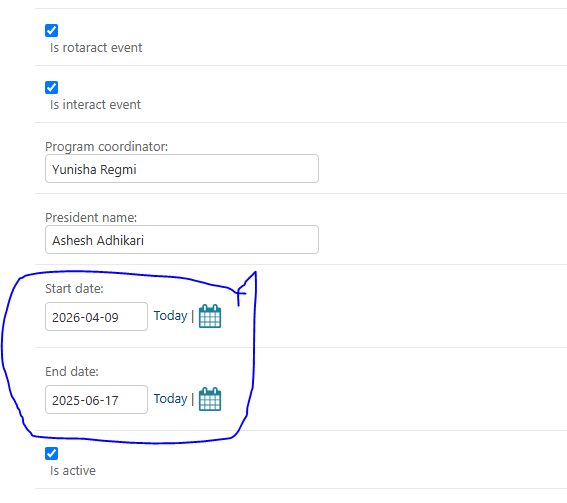 Is rotaract event
Is interact event
Program coordinator:
Yunisha Regmi
President name:
Ashesh Adhikari
Start date:
2026-04-09 Today |
End date:
2025-06-17 Today |
Is active